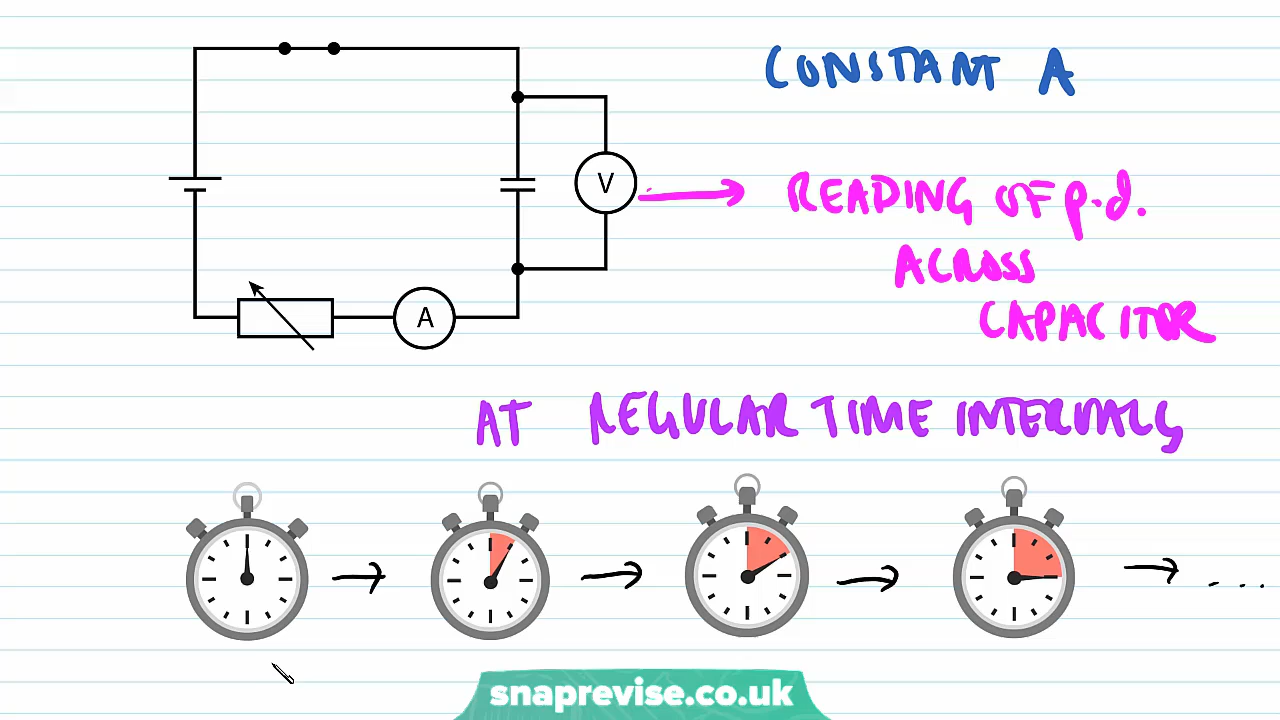 CONSTANT A
V
READING OF p.d.
ACROSS
CAPACITOR
A
AT REGULAR TIME INTERVALS
....
snaprevise.co.uk